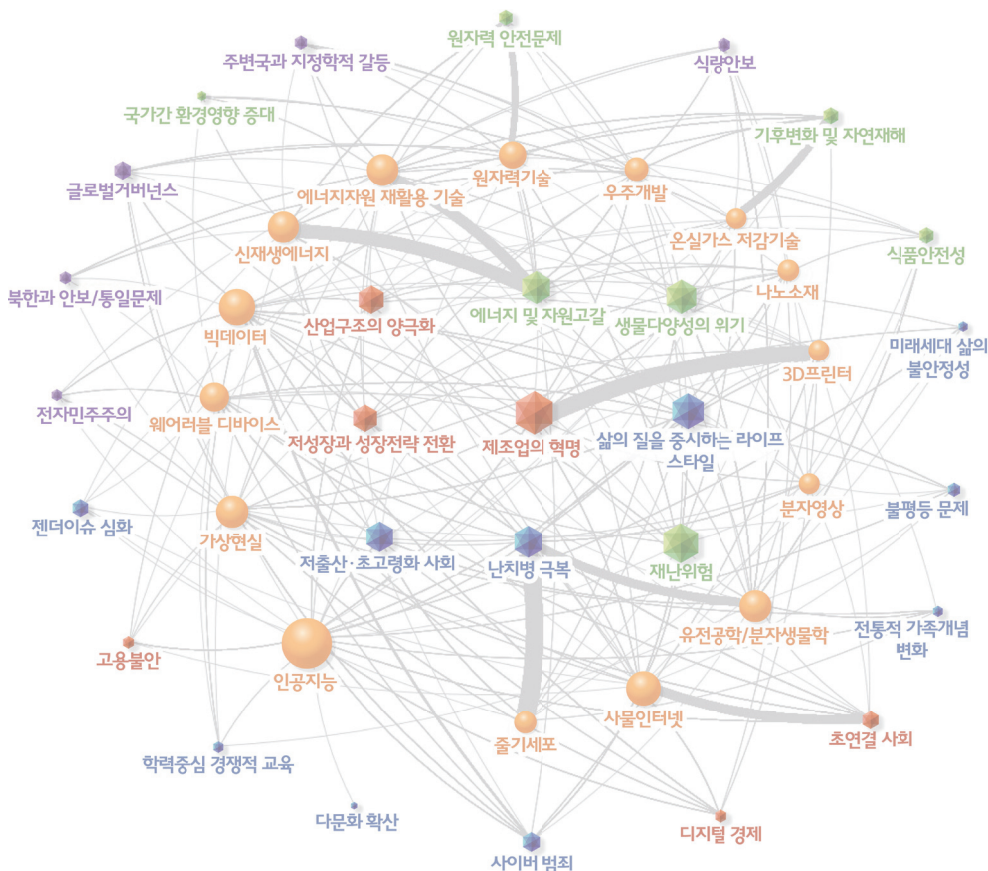 원자력 안전문제
주변국과 지정학적 갈등
식량안보
국가간 환경영향 증대
기후변화 및 자연재해
글로벌거버넌스
에너지자원 재활용 기술
원자력기술
우주개발
온실가스 저감기술
신재생에너지
식품안전성
북한과 안보/통일문제
나노소재
산업구조의 양극화
에너지 및 자원고갈
생물다양성의 위기
빅데이터
미래세대 삶의
불안정성
3D프린터
전자민주주의
웨어러블 디바이스
저성장과 성장전략 전환
제조업의 혁명
삶의 질을 중시하는 라이프
스타일
젠더이슈 심화
가상현실
분자영상
불평등 문제
저출산·초고령화 사회
난치병 극복
재난위험
유전공학/분자생물학
전통적 가족개념
변화
고용불안
인공지능
사물인터넷
줄기세포
초연결 사회
학력중심 경쟁적 교육
다문화 확산
디지털 경제
사이버 범죄